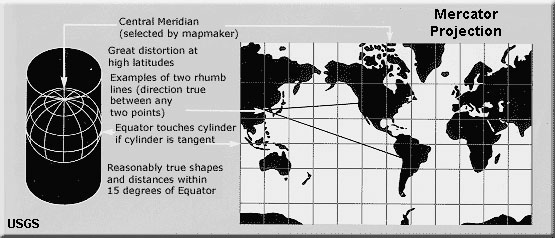 Central Meridian
(selected by mapmaker)
Mercator
Projection
Great distortion at
high latitudes
Examples of two rhumb
lines (direction true
between any
two points)
Equator touches cylinder
if cylinder is tangent
Reasonably true shapes
and distances within
15 degrees of Equator
USGS